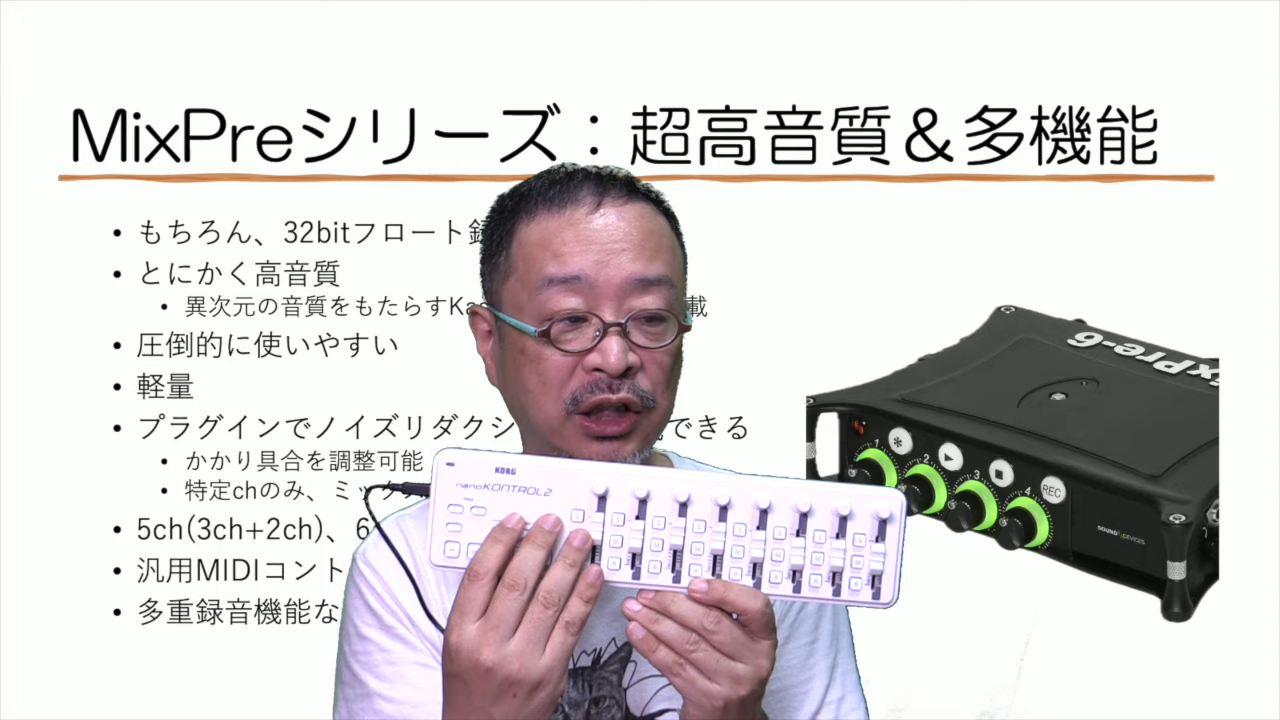 MixPreシリーズ：超高音質＆多機能
• もちろん、32bitフロート
• とにかく高音質
• 異次元の音質をもたらすKa 載
• 圧倒的に使いやすい
• 軽量
• プラグインでノイズリダクシ できる
• かかり具合を調整可能
• 特定chのみ、ミック
• 5ch(3ch+2ch)、6
• 汎用MIDIコント
• 多重録音機能な
KORG
nanoKONTROL2
MixPre-6
1
2
3
4
REC
SOUND DEVICES